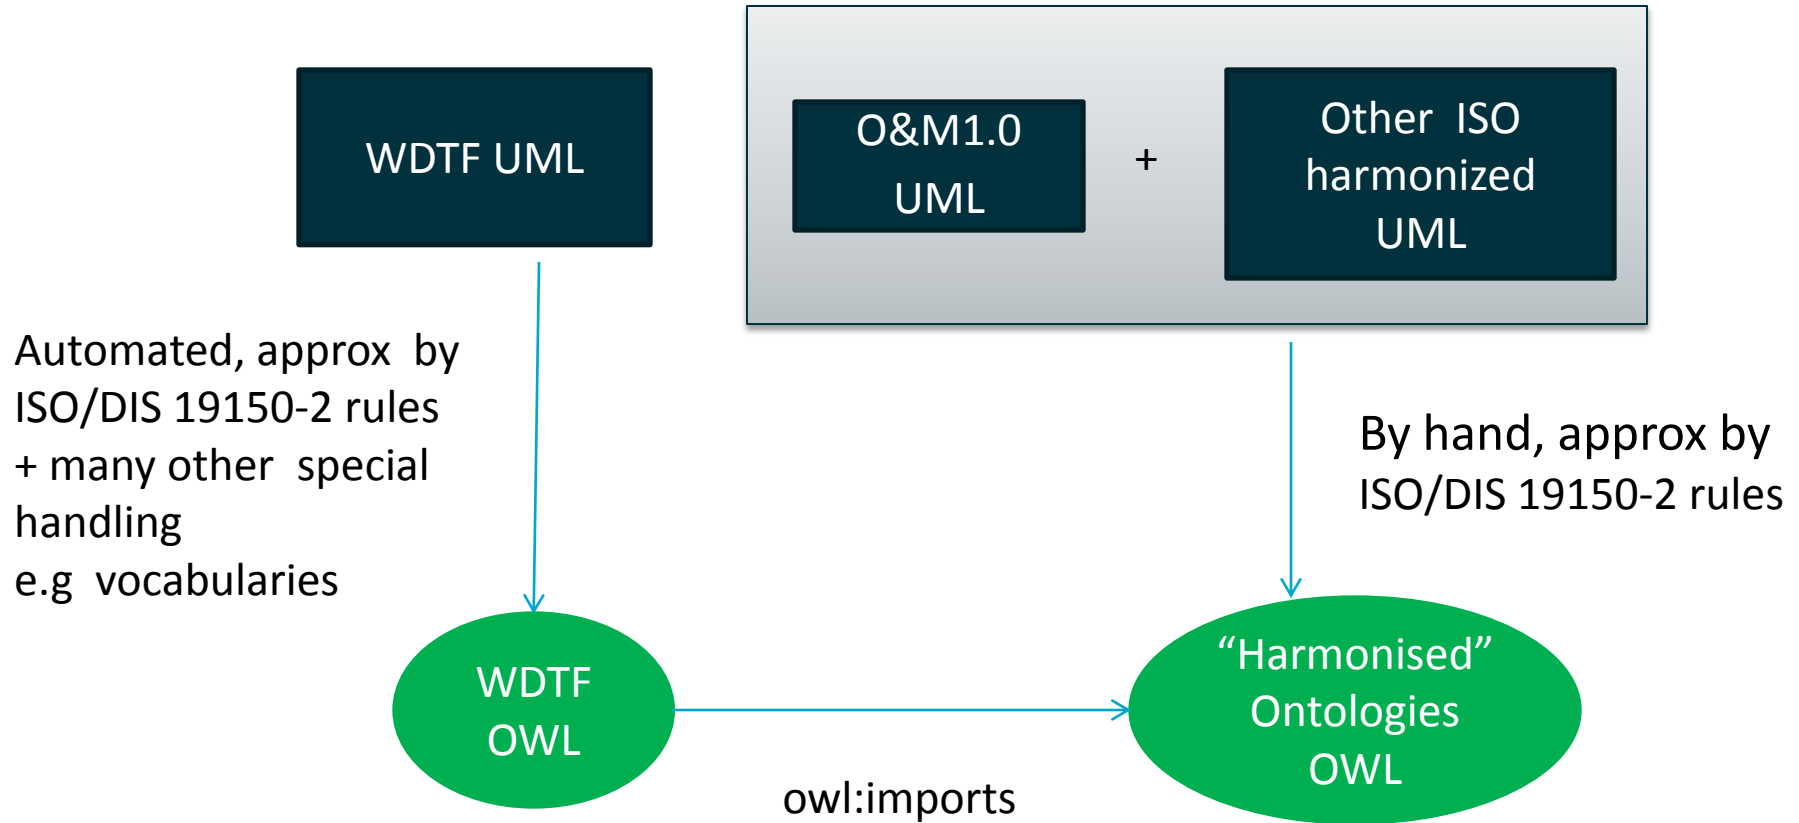 WDTF UML
O&M1.0
UML
+
Other ISO
harmonized
UML
Automated, approx by
ISO/DIS 19150-2 rules
+ many other special
handling
e.g vocabularies
By hand, approx by
ISO/DIS 19150-2 rules
WDTF
OWL
“Harmonised”
Ontologies
OWL
owl:imports